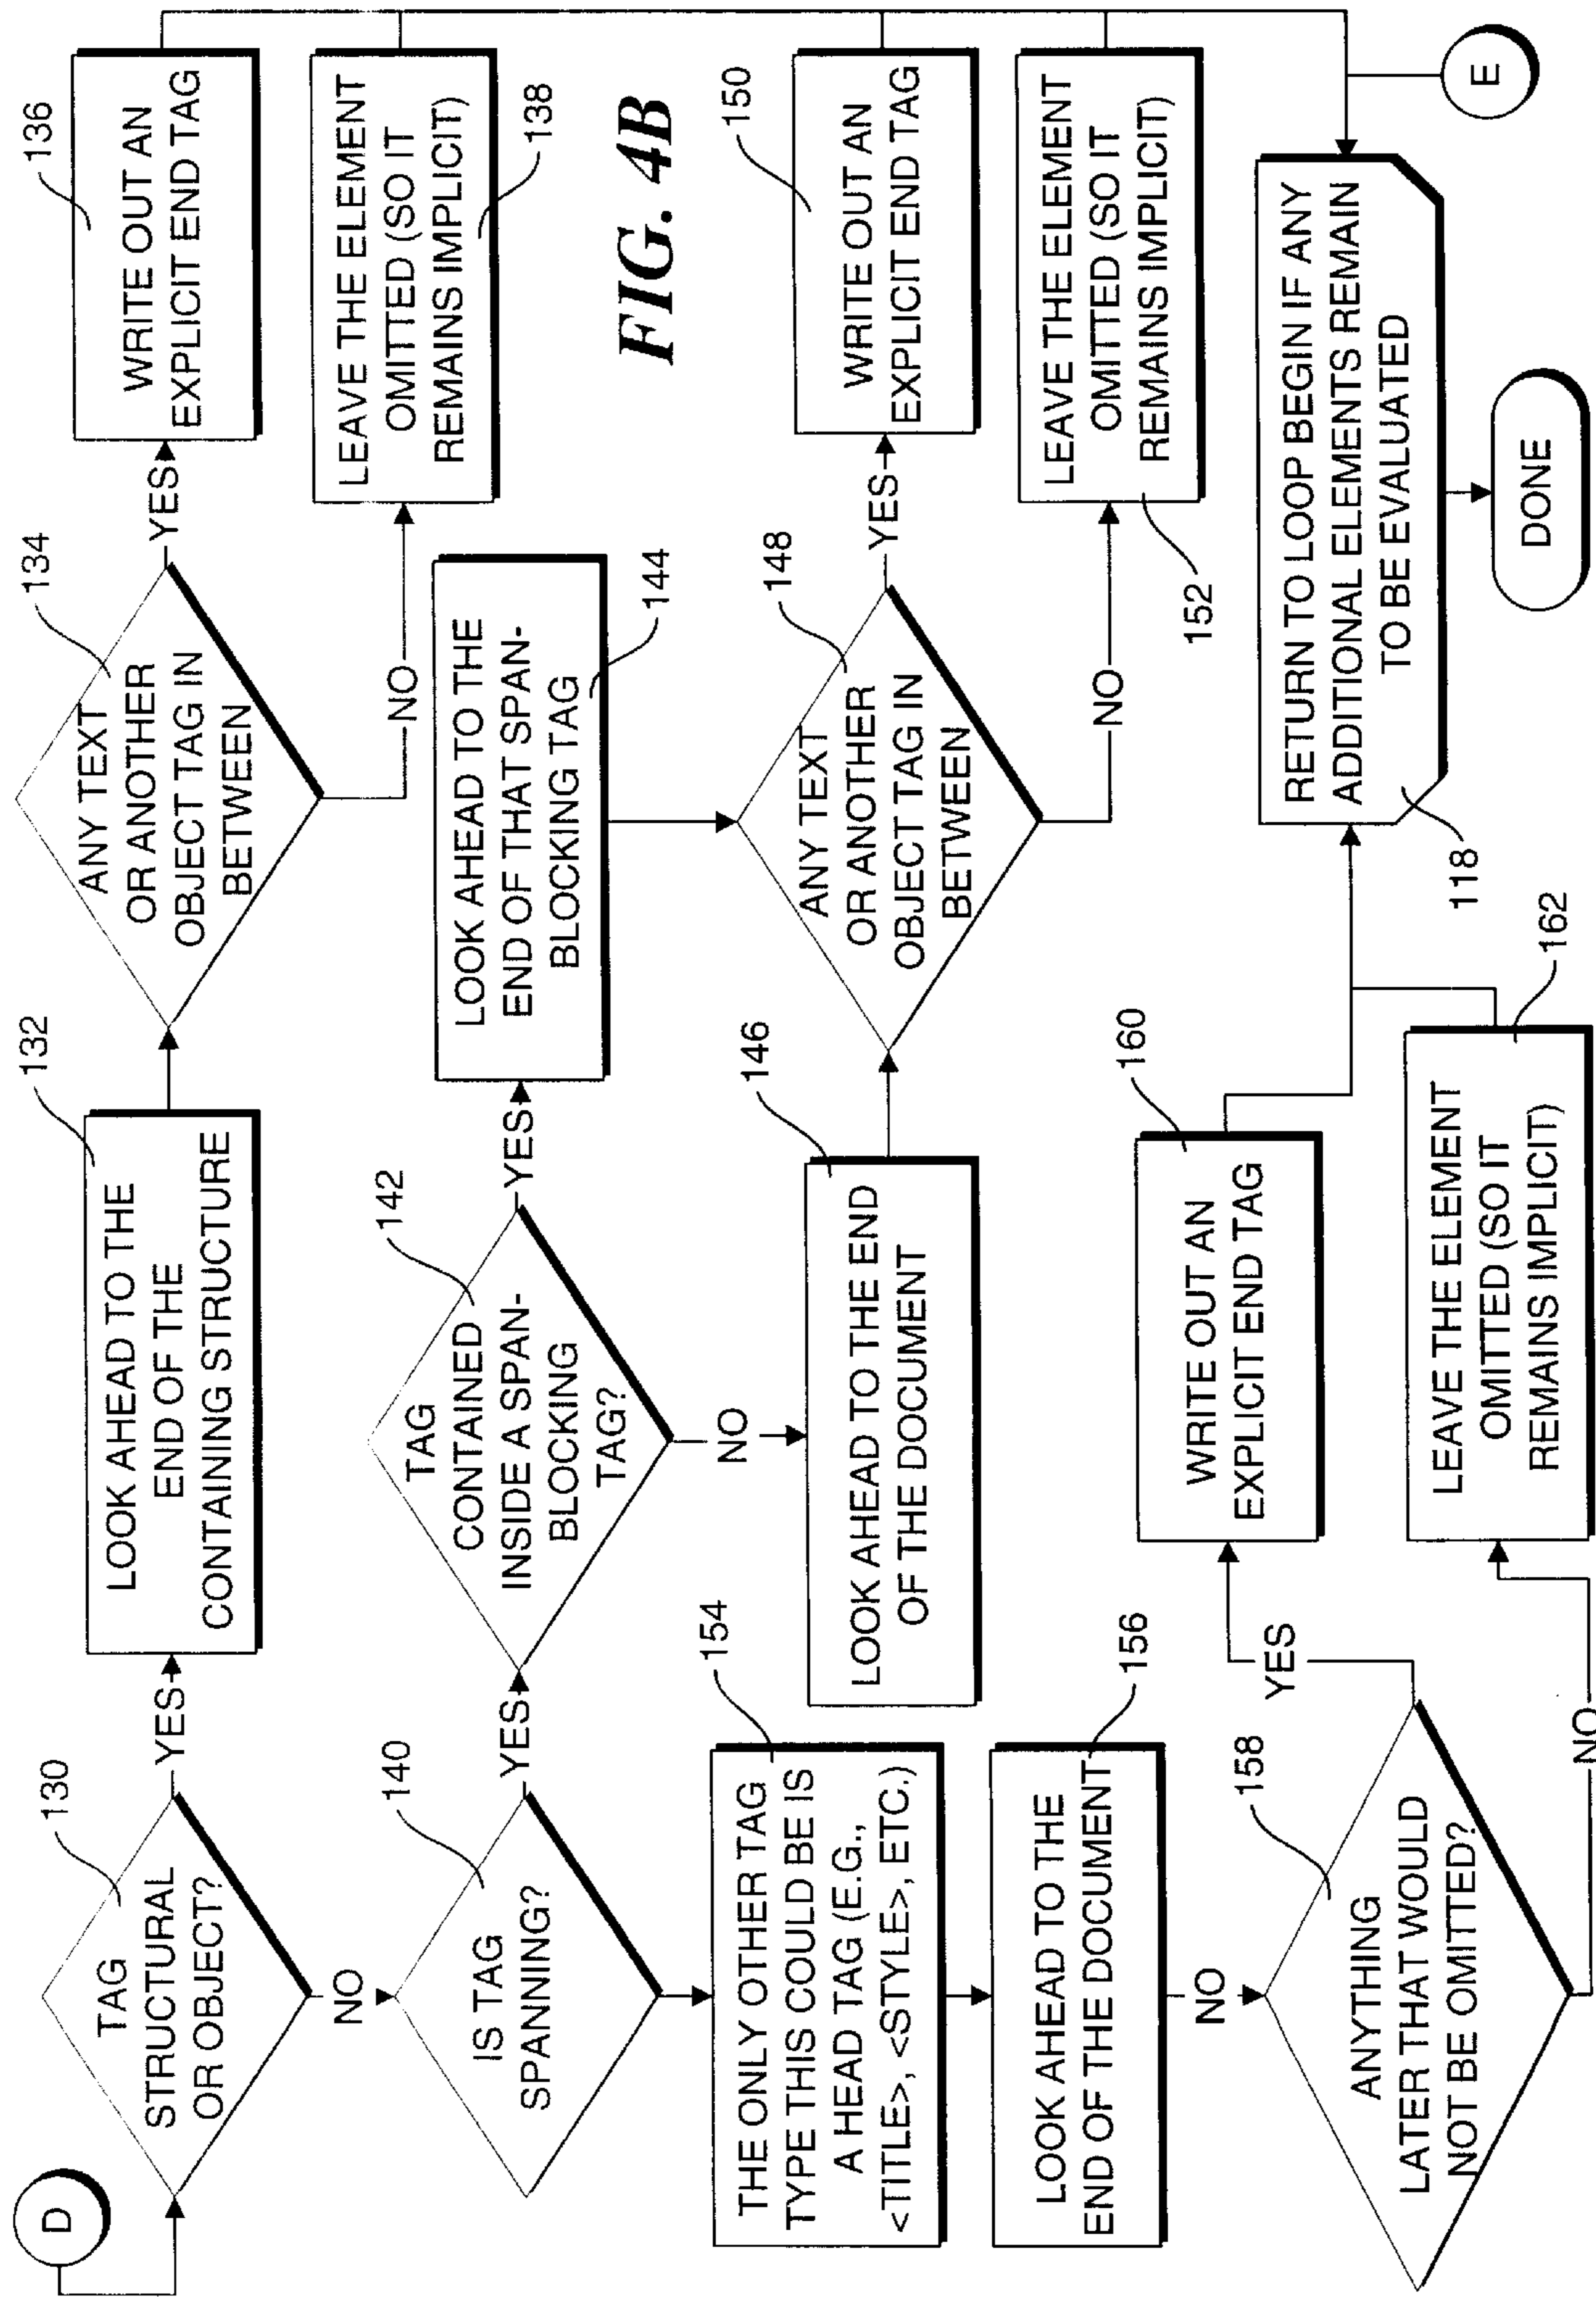 D
130
TAG
STRUCTURAL
OR OBJECT?
YES
NO
132
LOOK AHEAD TO THE
END OF THE
CONTAINING STRUCTURE
134
ANY TEXT
OR ANOTHER
OBJECT TAG IN
BETWEEN
YES
NO
136
WRITE OUT AN
EXPLICIT END TAG
LEAVE THE ELEMENT
OMITTED (SO IT
REMAINS IMPLICIT)
138
140
IS TAG
SPANNING?
YES
142
TAG
CONTAINED
INSIDE A SPAN-
BLOCKING
TAG?
YES
NO
LOOK AHEAD TO THE
END OF THAT SPAN-
BLOCKING TAG
144
FIG. 4B
146
LOOK AHEAD TO THE END
OF THE DOCUMENT
148
ANY TEXT
OR ANOTHER
OBJECT TAG IN
BETWEEN
YES
NO
150
WRITE OUT AN
EXPLICIT END TAG
LEAVE THE ELEMENT
OMITTED (SO IT
REMAINS IMPLICIT)
152
154
THE ONLY OTHER TAG
TYPE THIS COULD BE IS
A HEAD TAG (E.G.,
<TITLE>, <STYLE>, ETC.)
156
LOOK AHEAD TO THE
END OF THE DOCUMENT
NO
158
ANYTHING
LATER THAT WOULD
NOT BE OMITTED?
YES
NO
160
WRITE OUT AN
EXPLICIT END TAG
162
LEAVE THE ELEMENT
OMITTED (SO IT
REMAINS IMPLICIT)
RETURN TO LOOP BEGIN IF ANY
ADDITIONAL ELEMENTS REMAIN
TO BE EVALUATED
118
E
DONE